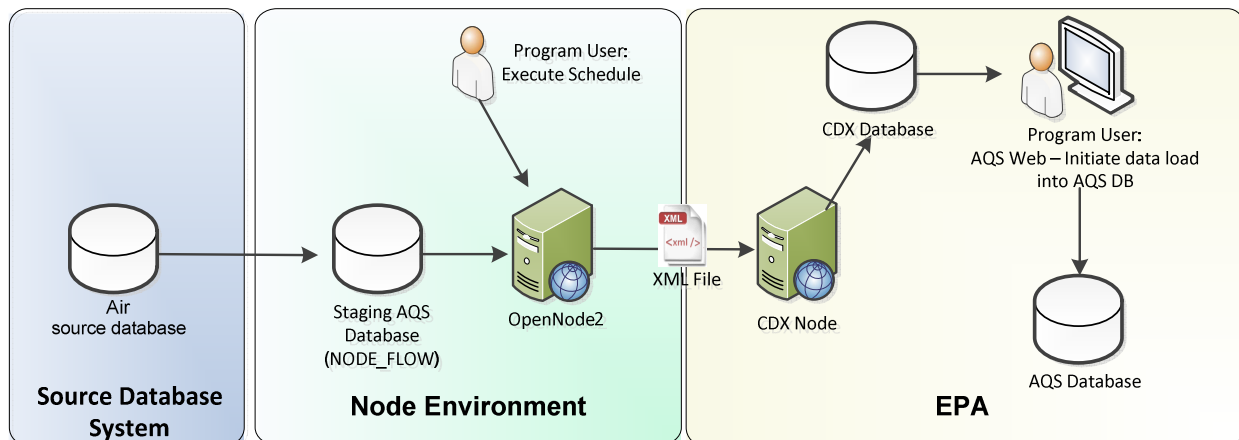 Air
source database
Source Database
System
Program User:
Execute Schedule
Staging AQS
Database
(NODE_FLOW)
OpenNode2
Node Environment
XML
<xml />
XML File
CDX Node
CDX Database
Program User:
AQS Web – Initiate data load
into AQS DB
AQS Database
EPA